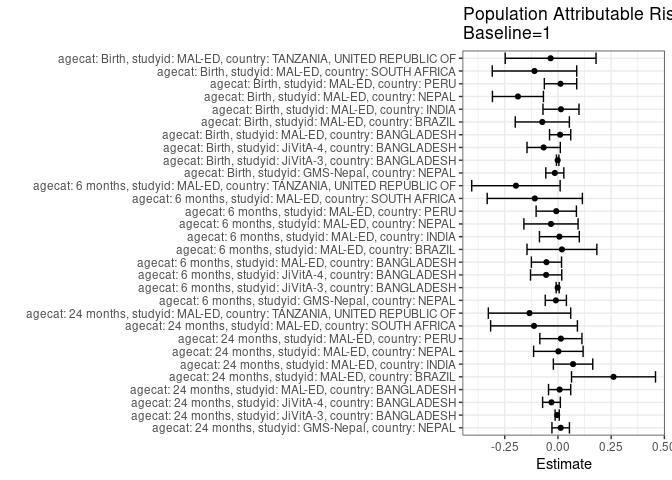 Population Attributable Ris
Baseline=1
agecat: Birth, studyid: MAL-ED, country: TANZANIA, UNITED REPUBLIC OF
agecat: Birth, studyid: MAL-ED, country: SOUTH AFRICA
agecat: Birth, studyid: MAL-ED, country: PERU
agecat: Birth, studyid: MAL-ED, country: NEPAL
agecat: Birth, studyid: MAL-ED, country: INDIA
agecat: Birth, studyid: MAL-ED, country: BRAZIL
agecat: Birth, studyid: MAL-ED, country: BANGLADESH
agecat: Birth, studyid: JiVitA-4, country: BANGLADESH
agecat: Birth, studyid: JiVitA-3, country: BANGLADESH
agecat: Birth, studyid: GMS-Nepal, country: NEPAL
agecat: 6 months, studyid: MAL-ED, country: TANZANIA, UNITED REPUBLIC OF
agecat: 6 months, studyid: MAL-ED, country: SOUTH AFRICA
agecat: 6 months, studyid: MAL-ED, country: PERU
agecat: 6 months, studyid: MAL-ED, country: NEPAL
agecat: 6 months, studyid: MAL-ED, country: INDIA
agecat: 6 months, studyid: MAL-ED, country: BRAZIL
agecat: 6 months, studyid: MAL-ED, country: BANGLADESH
agecat: 6 months, studyid: JiVitA-4, country: BANGLADESH
agecat: 6 months, studyid: JiVitA-3, country: BANGLADESH
agecat: 6 months, studyid: GMS-Nepal, country: NEPAL
agecat: 24 months, studyid: MAL-ED, country: TANZANIA, UNITED REPUBLIC OF
agecat: 24 months, studyid: MAL-ED, country: SOUTH AFRICA
agecat: 24 months, studyid: MAL-ED, country: PERU
agecat: 24 months, studyid: MAL-ED, country: NEPAL
agecat: 24 months, studyid: MAL-ED, country: INDIA
agecat: 24 months, studyid: MAL-ED, country: BRAZIL
agecat: 24 months, studyid: MAL-ED, country: BANGLADESH
agecat: 24 months, studyid: JiVitA-4, country: BANGLADESH
agecat: 24 months, studyid: JiVitA-3, country: BANGLADESH
agecat: 24 months, studyid: GMS-Nepal, country: NEPAL
-0.25 0.00 0.25 0.50
Estimate